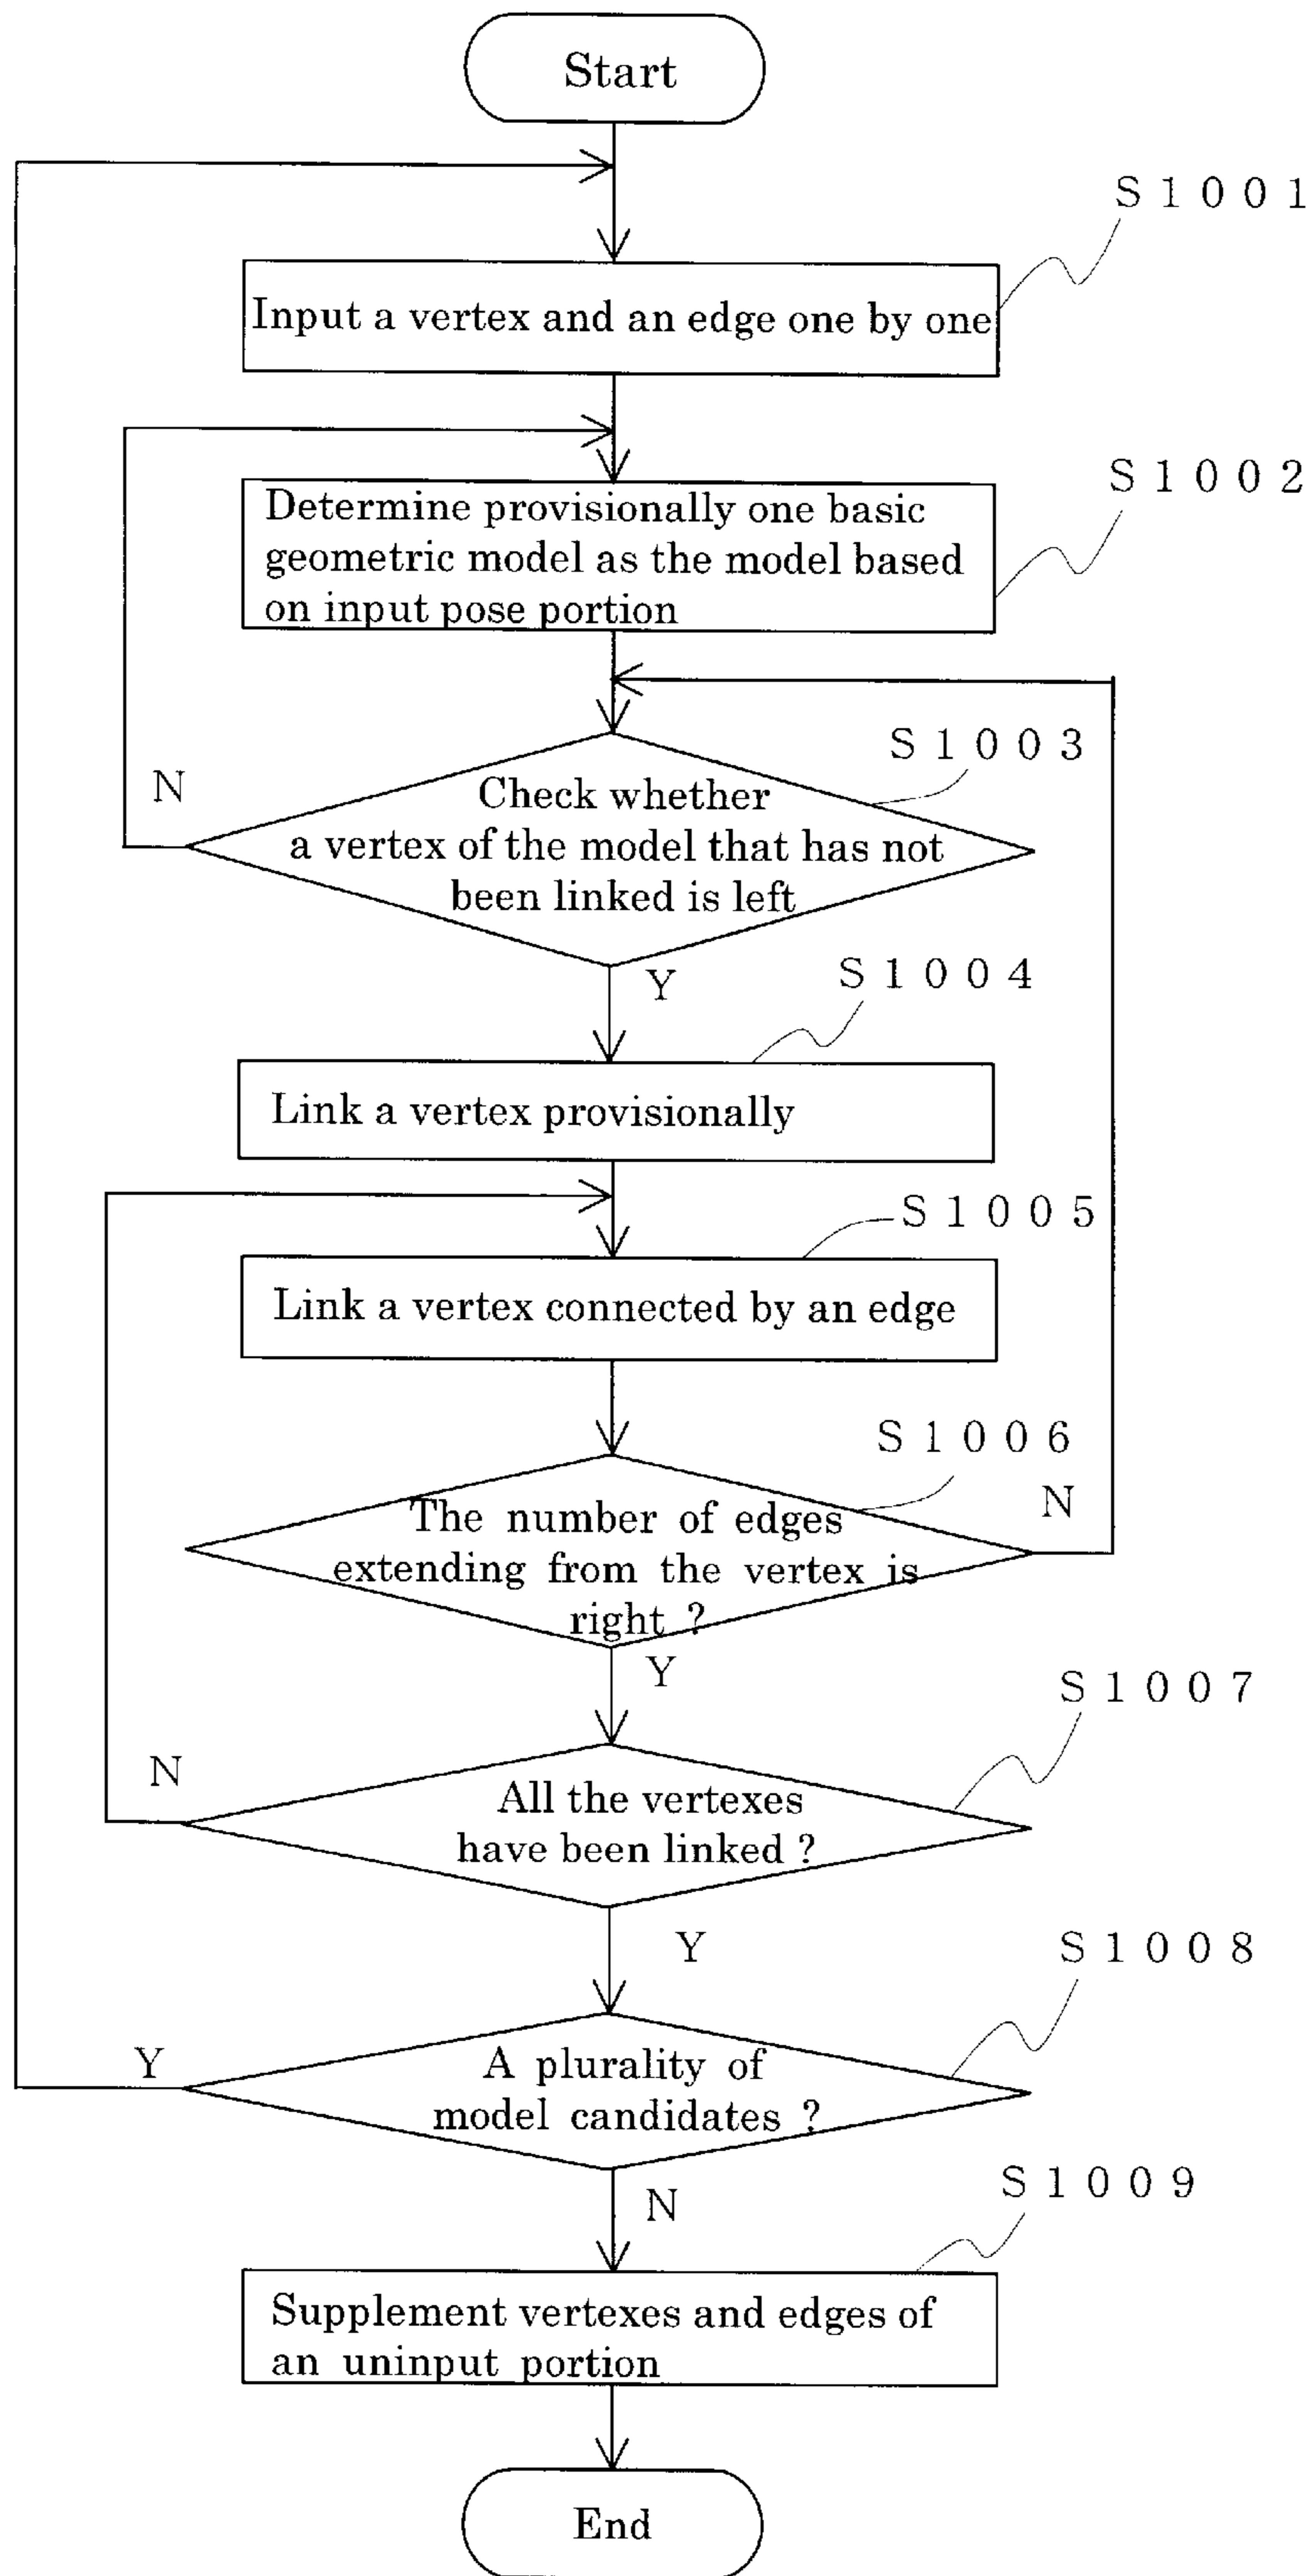 Start
S1001
Input a vertex and an edge one by one
S1002
Determine provisionally one basic
geometric model as the model based
on input pose portion
S1003
N
Check whether
a vertex of the model that has not
been linked is left
Y
S1004
Link a vertex provisionally
S1005
Link a vertex connected by an edge
S1006
N
The number of edges
extending from the vertex is
right ?
Y
S1007
N
All the vertexes
have been linked ?
Y
S1008
Y
A plurality of
model candidates ?
N
S1009
Supplement vertexes and edges of
an uninput portion
End